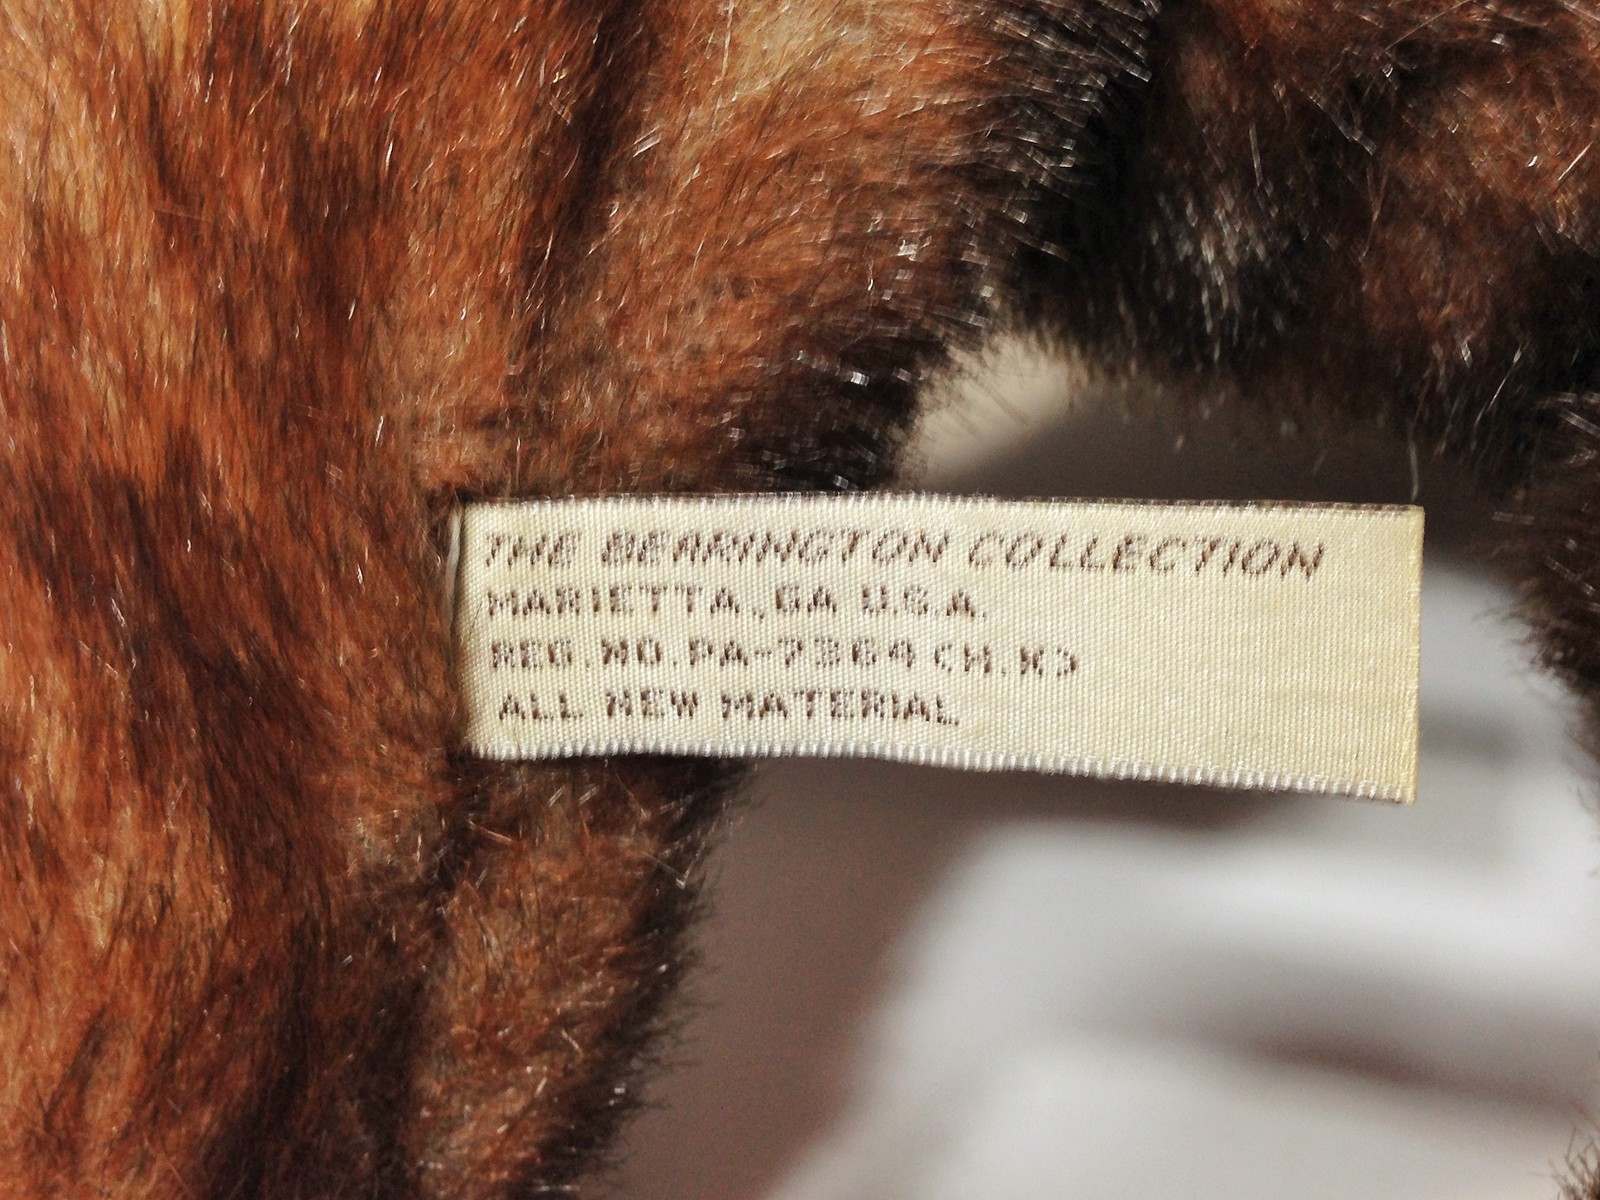 THE BEARINGTON COLLECTION
MARIETTA,GA U.S.A.
REG.NO.PA-7364(H.K)
ALL NEW MATERIAL